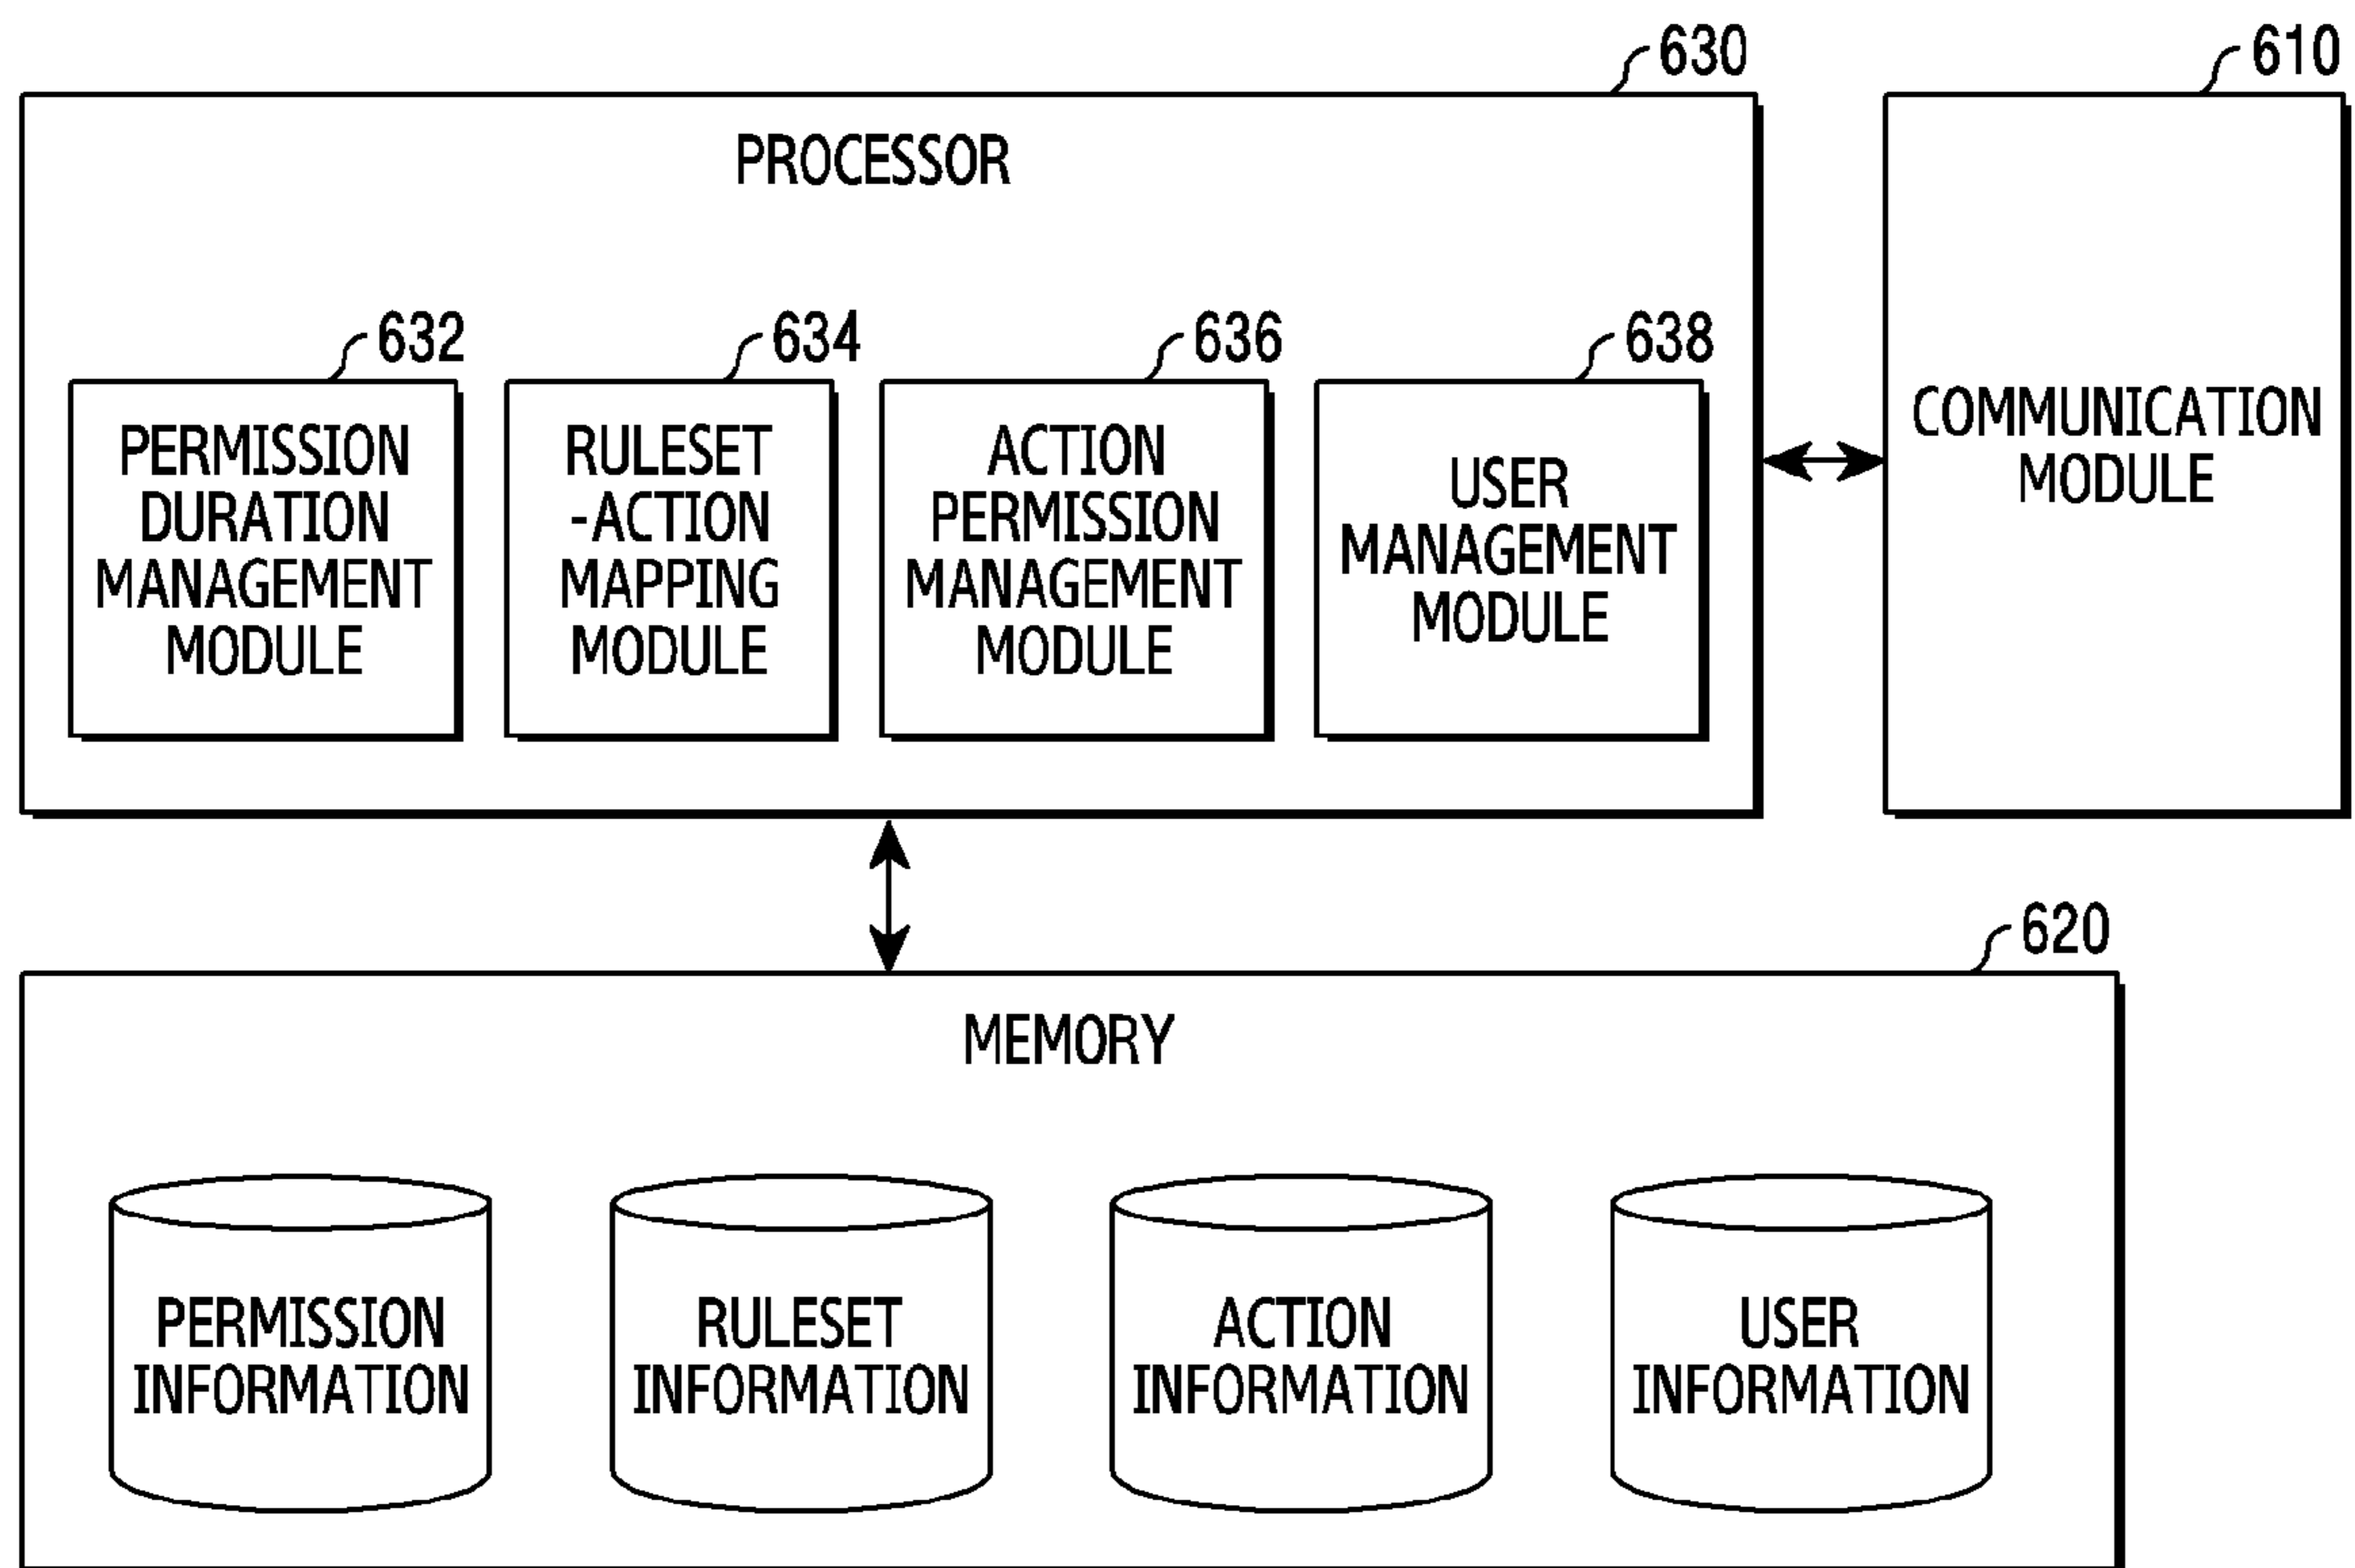 630
610
PROCESSOR
632
634
636
638
PERMISSION
DURATION
MANAGEMENT
MODULE
RULESET
-ACTION
MAPPING
MODULE
ACTION
PERMISSION
MANAGEMENT
MODULE
USER
MANAGEMENT
MODULE
COMMUNICATION
MODULE
620
MEMORY
PERMISSION
INFORMATION
RULESET
INFORMATION
ACTION
INFORMATION
USER
INFORMATION